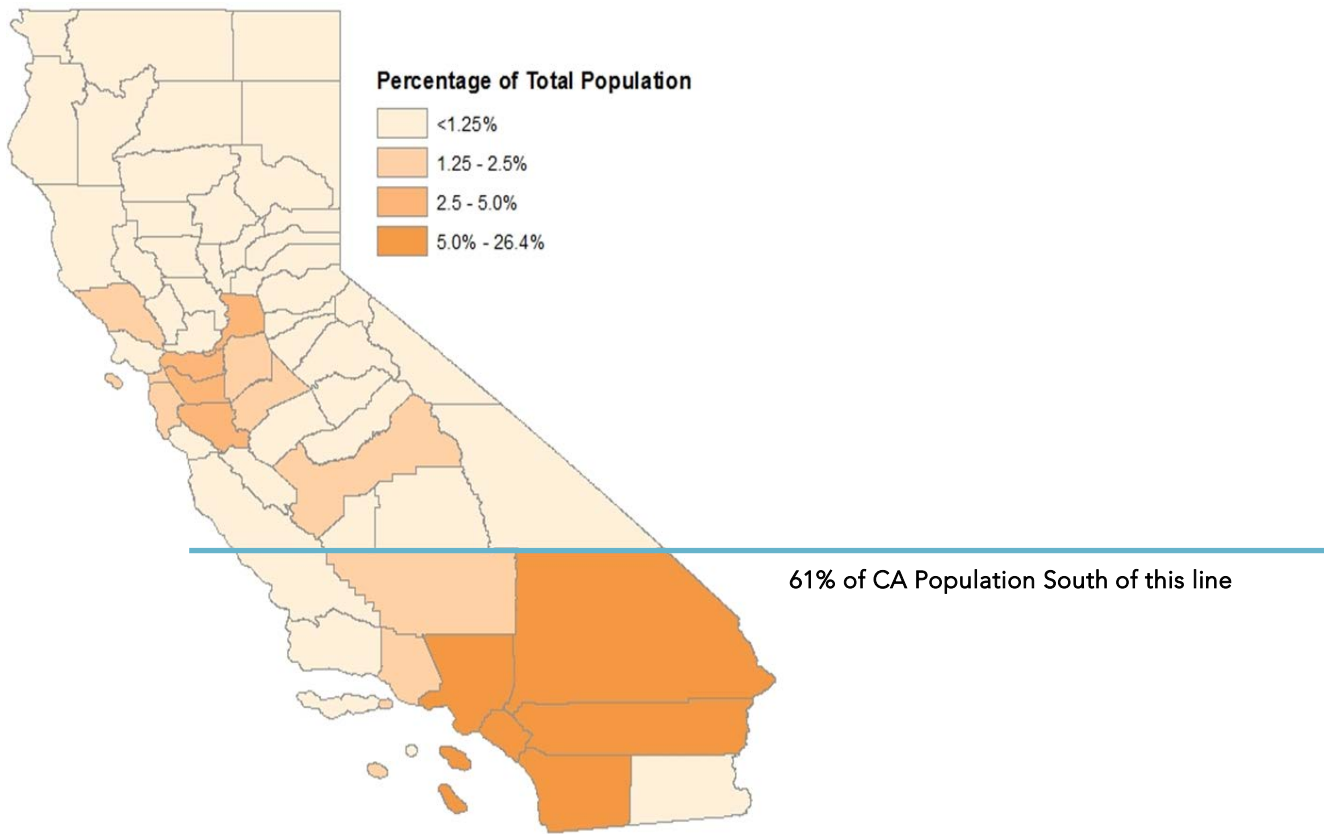 Percentage of Total Population
<1.25%
1.25 - 2.5%
2.5 - 5.0%
5.0% - 26.4%
61% of CA Population South of this line